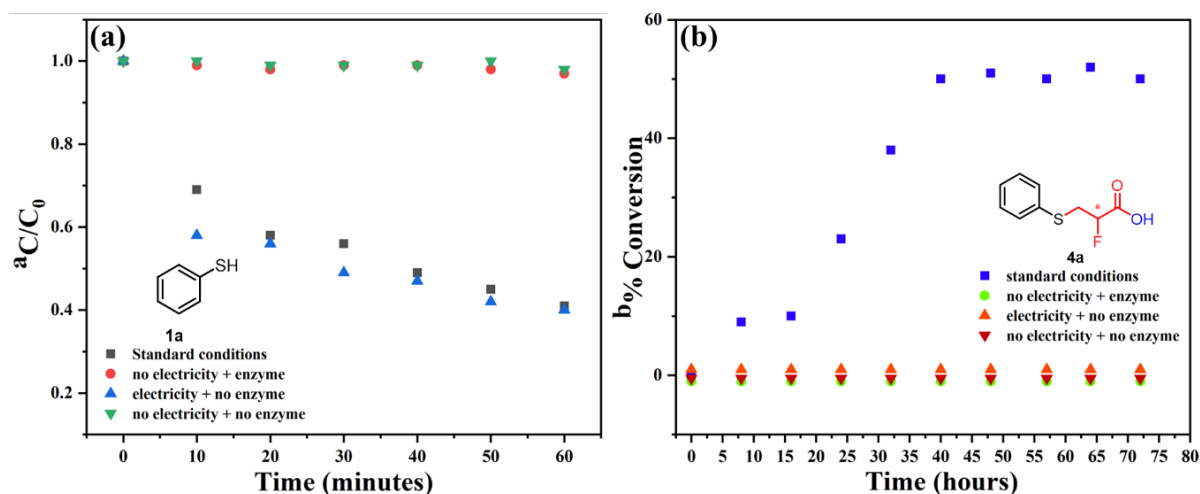 (a)
1.0
0.8
0.6
0.4
0.2
aC/C0
SH
1a
Standard conditions
no electricity + enzyme
electricity + no enzyme
no electricity + no enzyme
0 10 20 30 40 50 60
Time (minutes)
(b)
60
40
20
0
-20
b% Conversion
O
S
*
OH
F
4a
standard conditions
no electricity + enzyme
electricity + no enzyme
no electricity + no enzyme
0 5 10 15 20 25 30 35 40 45 50 55 60 65 70 75 80
Time (hours)